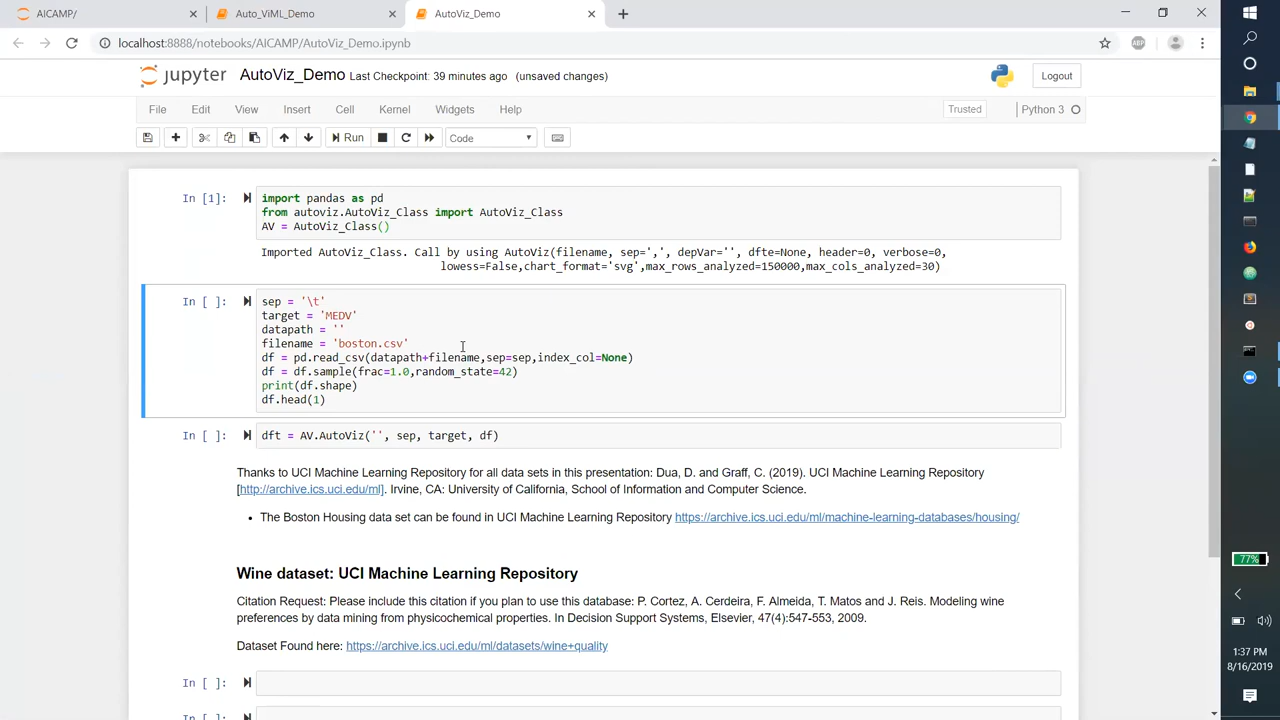 AICAMP/
Auto_ViML_Demo
AutoViz_Demo
localhost:8888/notebooks/AICAMP/AutoViz_Demo.ipynb
ABP
jupyter AutoViz_Demo Last Checkpoint: 39 minutes ago (unsaved changes)
Logout
File Edit View Insert Cell Kernel Widgets Help
Trusted
Python 3
Run
Code
In [1]:
import pandas as pd
from autoviz.AutoViz_Class import AutoViz_Class
AV = AutoViz_Class()
Imported AutoViz_Class. Call by using AutoViz(filename, sep=',', depVar='', dfte=None, header=0, verbose=0,
lowess=False,chart_format='svg',max_rows_analyzed=150000,max_cols_analyzed=30)
In [ ]:
sep = '\t'
target = 'MEDV'
datapath = ''
filename = 'boston.csv'
df = pd.read_csv(datapath+filename,sep=sep,index_col=None)
df = df.sample(frac=1.0,random_state=42)
print(df.shape)
df.head(1)
In [ ]:
dft = AV.AutoViz('', sep, target, df)
Thanks to UCI Machine Learning Repository for all data sets in this presentation: Dua, D. and Graff, C. (2019). UCI Machine Learning Repository
[http://archive.ics.uci.edu/ml]. Irvine, CA: University of California, School of Information and Computer Science.
• The Boston Housing data set can be found in UCI Machine Learning Repository https://archive.ics.uci.edu/ml/machine-learning-databases/housing/
Wine dataset: UCI Machine Learning Repository
Citation Request: Please include this citation if you plan to use this database: P. Cortez, A. Cerdeira, F. Almeida, T. Matos and J. Reis. Modeling wine
preferences by data mining from physicochemical properties. In Decision Support Systems, Elsevier, 47(4):547-553, 2009.
Dataset Found here: https://archive.ics.uci.edu/ml/datasets/wine+quality
In [ ]:
In [ ]:
77%
1:37 PM
8/16/2019